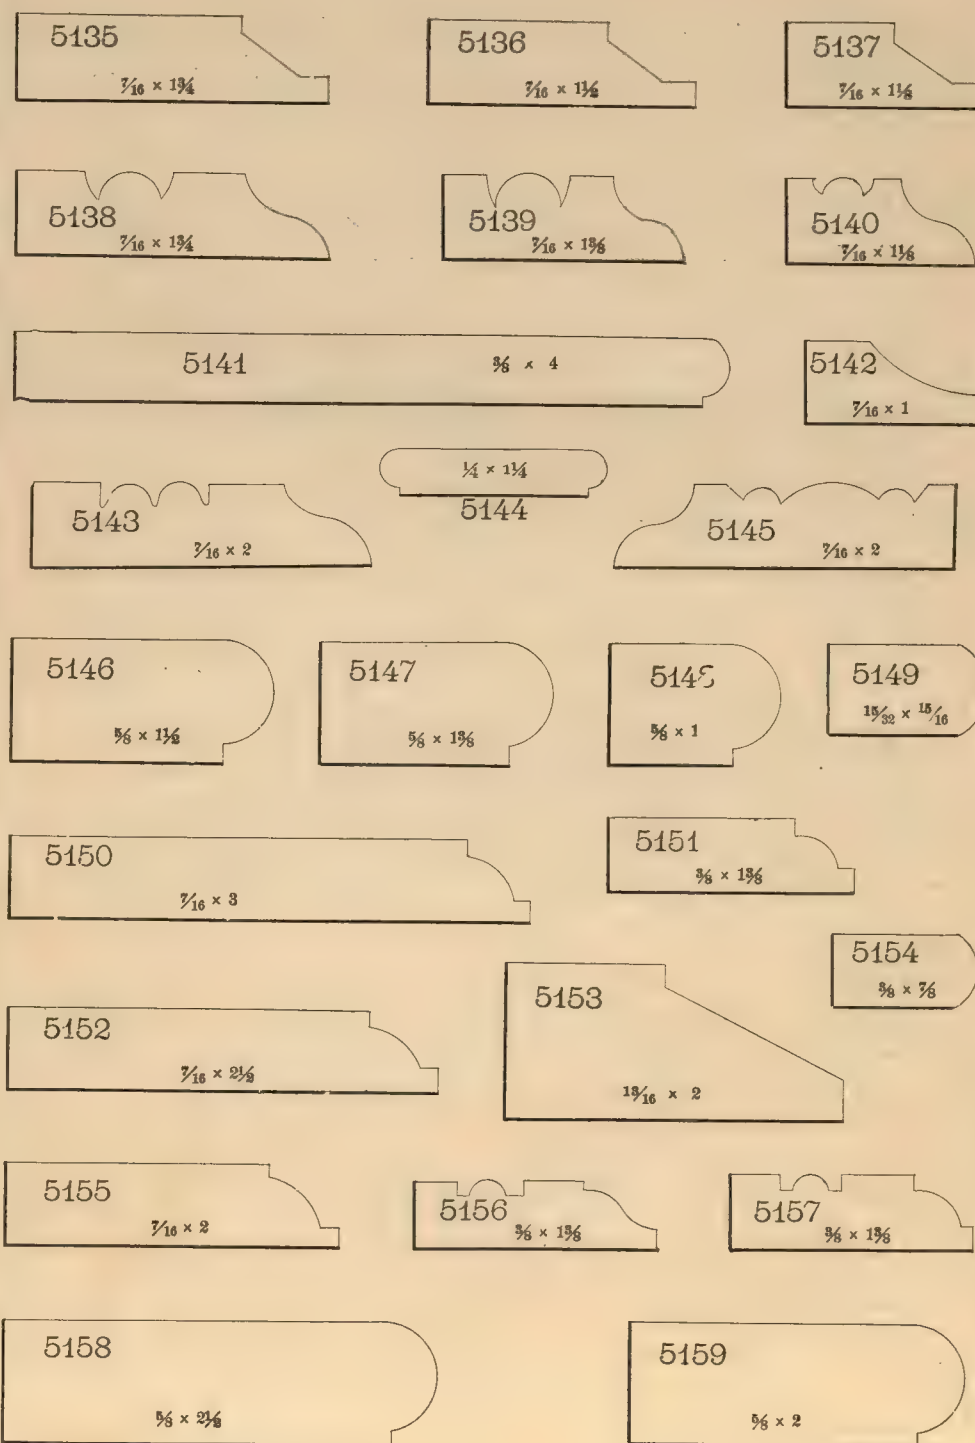 5135
7/16 × 1¾
5136
7/16 × 1½
5137
7/16 × 1⅛
5138
7/16 × 1¾
5139
7/16 × 1⅜
5140
7/16 × 1⅛
5141
⅜ × 4
5142
7/16 × 1
5143
7/16 × 2
¼ × 1¼
5144
5145
7/16 × 2
5146
⅝ × 1½
5147
⅝ × 1⅜
5148
⅝ × 1
5149
15/32 × 15/16
5150
7/16 × 3
5151
⅜ × 1⅜
5152
7/16 × 2½
5153
13/16 × 2
5154
⅜ × ⅞
5155
7/16 × 2
5156
⅜ × 1⅜
5157
⅜ × 1⅜
5158
⅝ × 2½
5159
⅝ × 2